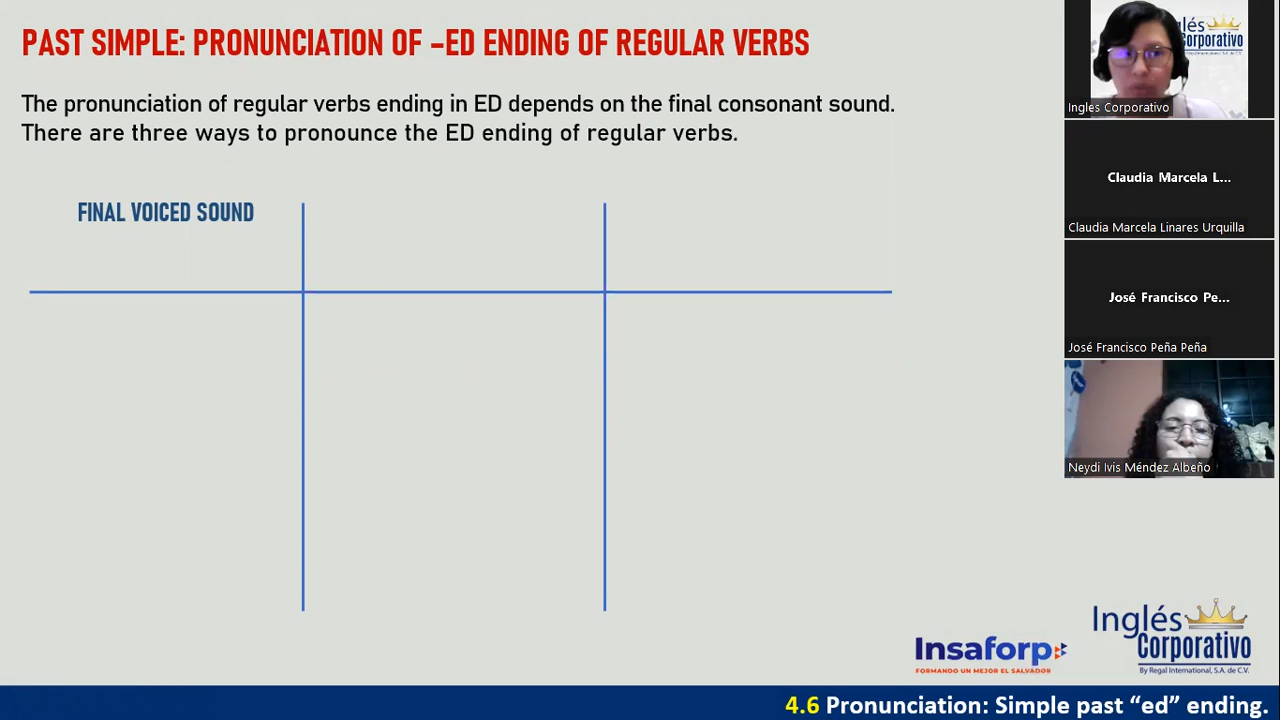 PAST SIMPLE: PRONUNCIATION OF -ED ENDING OF REGULAR VERBS
The pronunciation of regular verbs ending in ED depends on the final consonant sound.
There are three ways to pronounce the ED ending of regular verbs.
FINAL VOICED SOUND
glés
Corporativo
Ingles Corporativo
Claudia Marcela L...
Claudia Marcela Linares Urquilla
José Francisco Pe...
José Francisco Peña Peña
Neydi Ivis Méndez Albeño
Insaforp
FORMANDO UN MEJOR EL SALVADOR
Inglés
Corporativo
By Regal International, S.A. de C.V.
4.6 Pronunciation: Simple past “ed” ending.